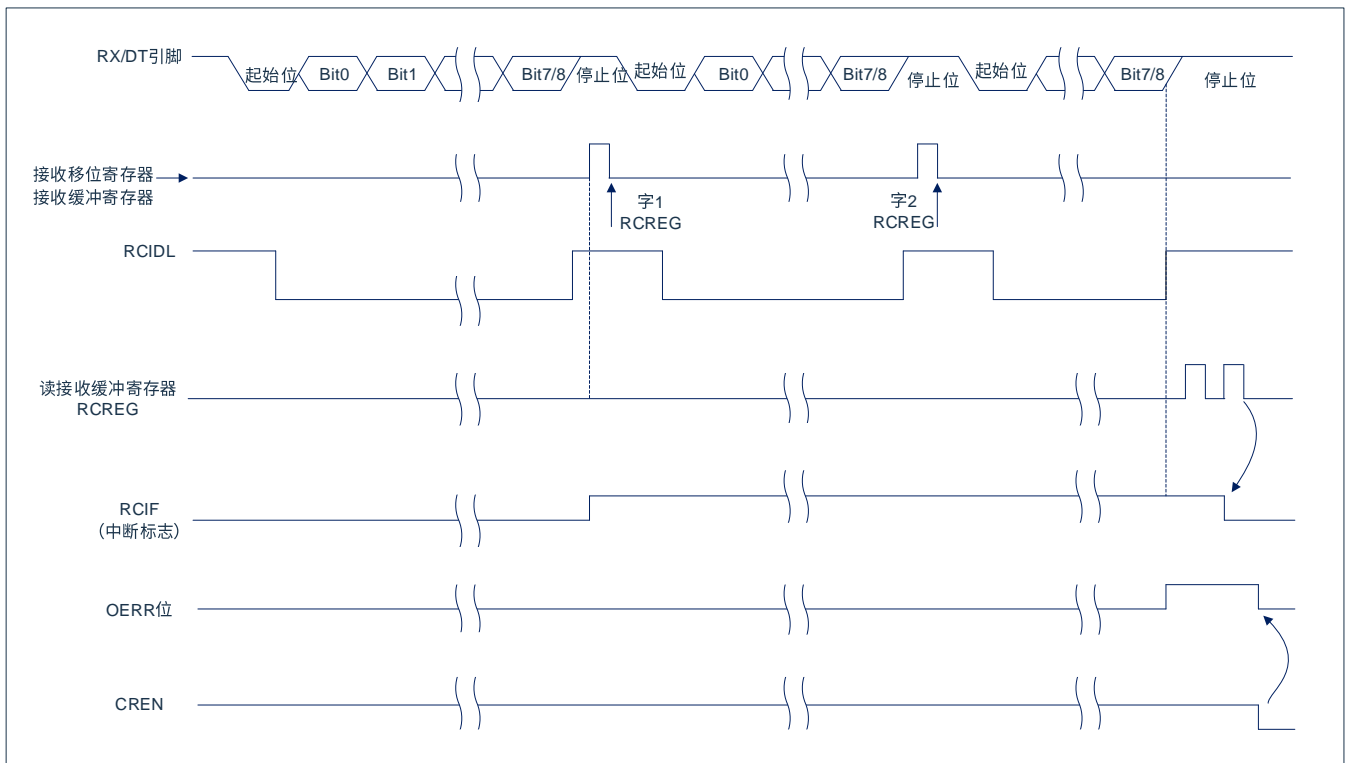 RX/DT引脚
起始位 Bit0 Bit1 Bit7/8 停止位 起始位 Bit0 Bit7/8 停止位 起始位 Bit7/8 停止位
接收移位寄存器
接收缓冲寄存器
字1
RCREG
字2
RCREG
RCIDL
读接收缓冲寄存器
RCREG
RCIF
(中断标志)
OERR位
CREN